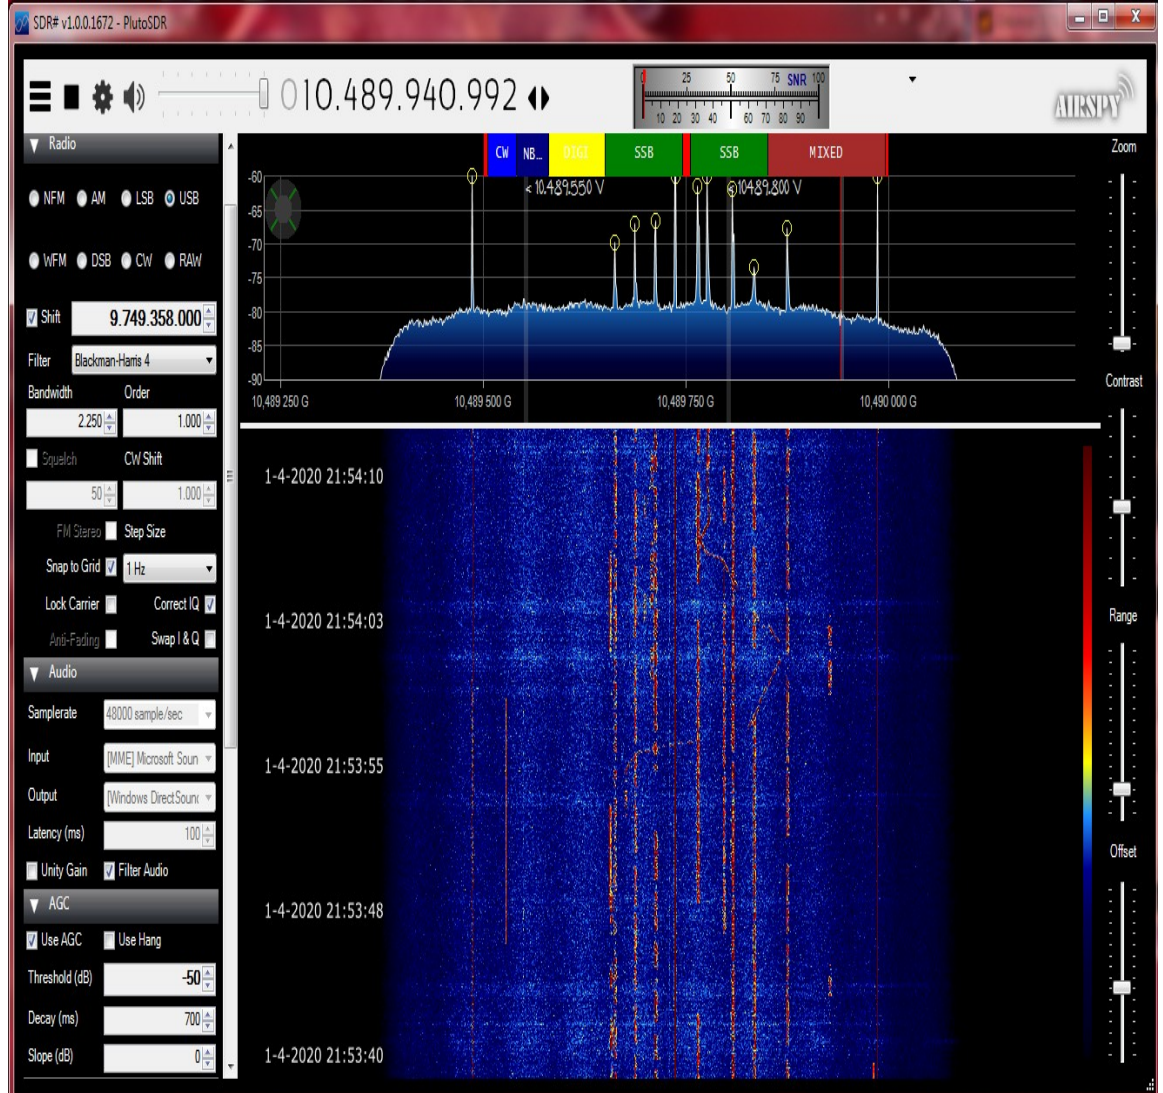 SDR# v1.0.0.1672 - PlutoSDR
010.489.940.992
0 25 50 75 SNR 100
10 20 30 40 60 70 80 90
AIRSPY
Radio
NFM AM LSB USB
WFM DSB CW RAW
Shift 9.749.358.000
Filter Blackman-Harris 4
Bandwidth Order
2.250 1.000
Squelch CW Shift
50 1.000
FM Stereo Step Size
Snap to Grid 1 Hz
Lock Carrier Correct IQ
Anti-Fading Swap I & Q
Audio
Samplerate 48000 sample/sec
Input [MME] Microsoft Soun
Output [Windows DirectSound
Latency (ms) 100
Unity Gain Filter Audio
AGC
Use AGC Use Hang
Threshold (dB) -50
Decay (ms) 700
Slope (dB) 0
CW NB... DIGI SSB SSB MIXED
< 10.489.550 V < 10.489.800 V
-60
-65
-70
-75
-80
-85
-90
10,489 250 G 10,489 500 G 10,489 750 G 10,490 000 G
1-4-2020 21:54:10
1-4-2020 21:54:03
1-4-2020 21:53:55
1-4-2020 21:53:48
1-4-2020 21:53:40
Zoom
Contrast
Range
Offset